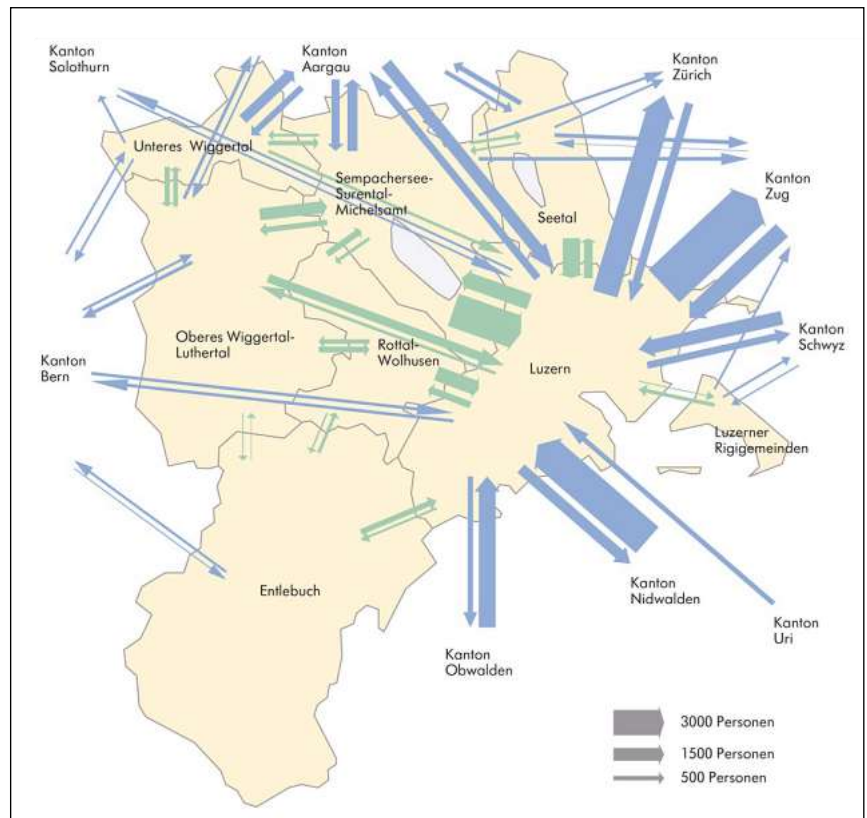 Kanton
Solothurn
Kanton
Aargau
Kanton
Zürich
Unteres Wiggertal
Sempachersee-
Surental-
Michelsamt
Seetal
Kanton
Zug
Oberes Wiggertal-
Luthertal
Rottal-
Wolhusen
Luzern
Kanton
Schwyz
Kanton
Bern
Luzerner
Rigigemeinden
Entlebuch
Kanton
Nidwalden
Kanton
Uri
Kanton
Obwalden
3000 Personen
1500 Personen
500 Personen